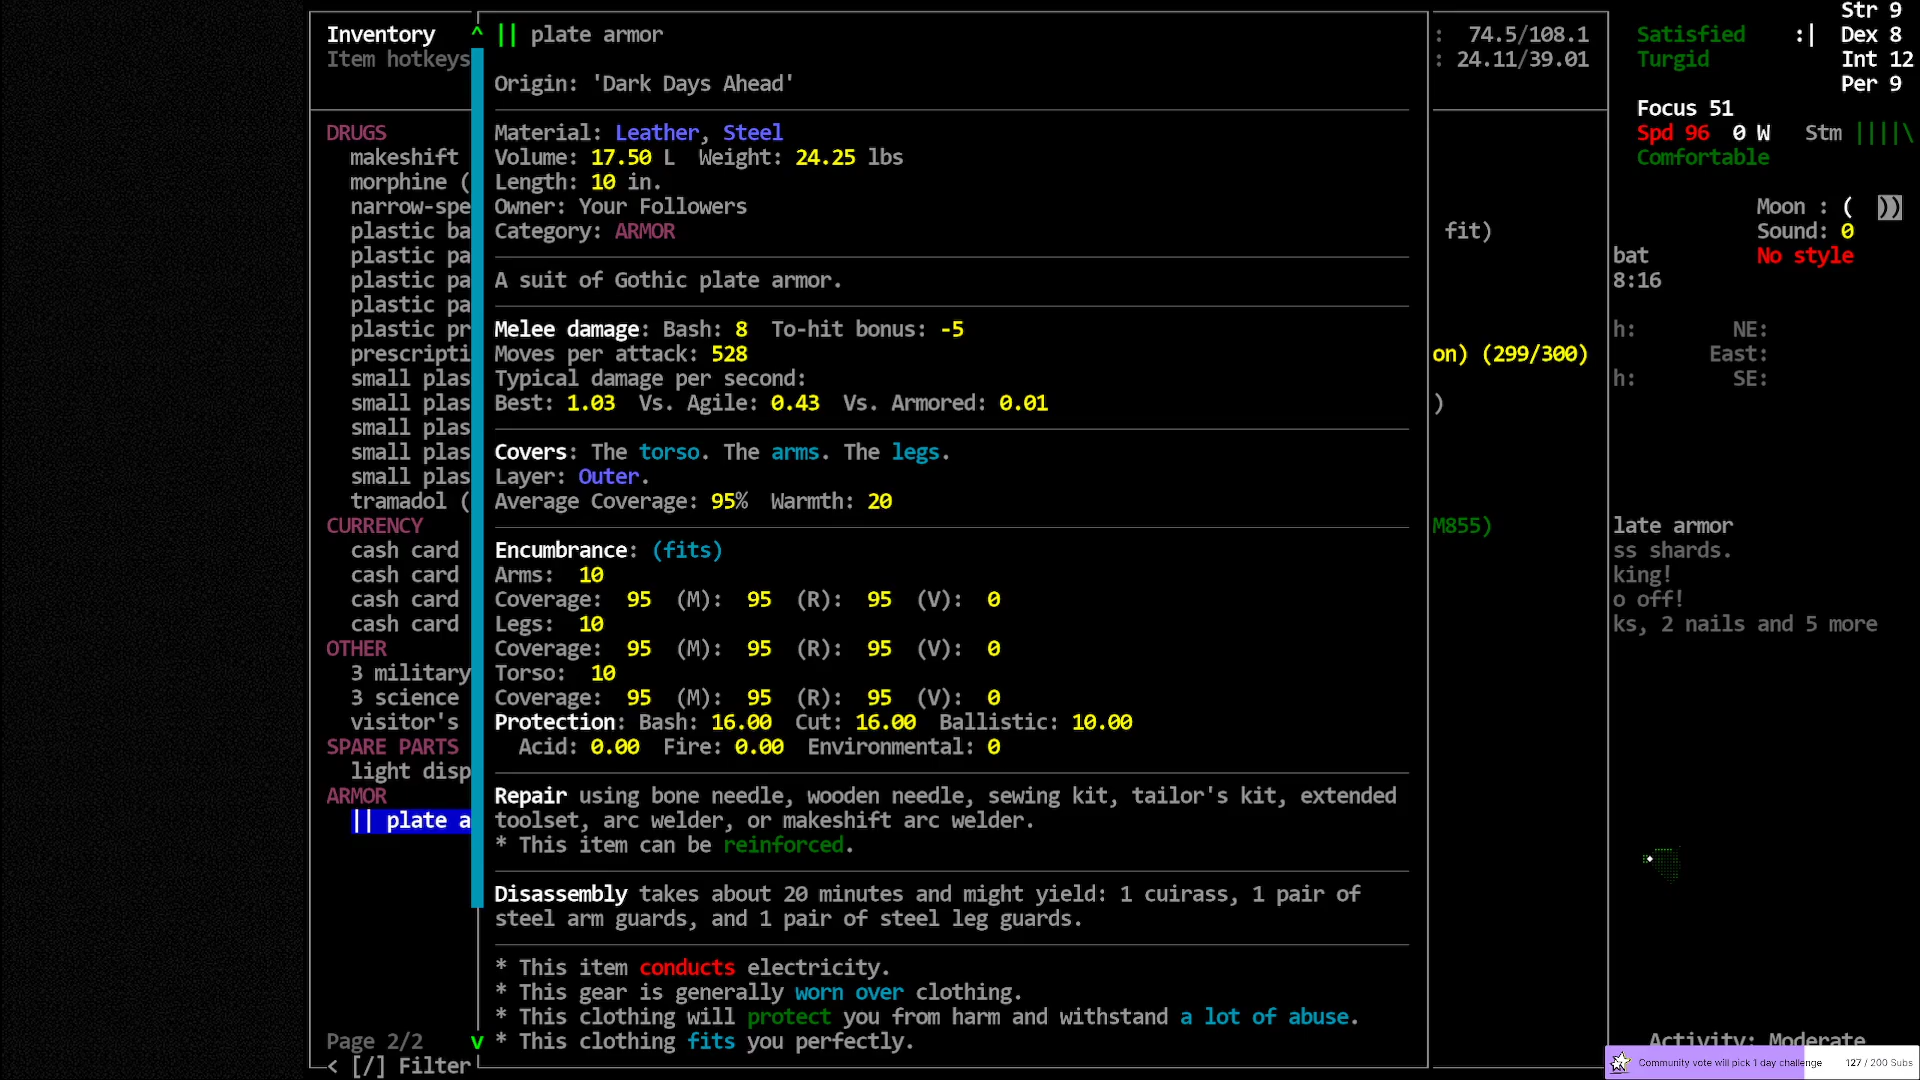 Inventory
Item hotkeys
DRUGS
makeshift
morphine (
narrow-spe
plastic ba
plastic pa
plastic pa
plastic pa
plastic pr
prescripti
small plas
small plas
small plas
small plas
small plas
tramadol (
CURRENCY
cash card
cash card
cash card
cash card
OTHER
3 military
3 science
visitor's
SPARE PARTS
light disp
ARMOR
|| plate a
Page 2/2
< [/] Filter
^ || plate armor
Origin: 'Dark Days Ahead'
Material: Leather, Steel
Volume: 17.50 L Weight: 24.25 lbs
Length: 10 in.
Owner: Your Followers
Category: ARMOR
A suit of Gothic plate armor.
Melee damage: Bash: 8 To-hit bonus: -5
Moves per attack: 528
Typical damage per second:
Best: 1.03 Vs. Agile: 0.43 Vs. Armored: 0.01
Covers: The torso. The arms. The legs.
Layer: Outer.
Average Coverage: 95% Warmth: 20
Encumbrance: (fits)
Arms: 10
Coverage: 95 (M): 95 (R): 95 (V): 0
Legs: 10
Coverage: 95 (M): 95 (R): 95 (V): 0
Torso: 10
Coverage: 95 (M): 95 (R): 95 (V): 0
Protection: Bash: 16.00 Cut: 16.00 Ballistic: 10.00
Acid: 0.00 Fire: 0.00 Environmental: 0
Repair using bone needle, wooden needle, sewing kit, tailor's kit, extended
toolset, arc welder, or makeshift arc welder.
* This item can be reinforced.
Disassembly takes about 20 minutes and might yield: 1 cuirass, 1 pair of
steel arm guards, and 1 pair of steel leg guards.
* This item conducts electricity.
* This gear is generally worn over clothing.
* This clothing will protect you from harm and withstand a lot of abuse.
v * This clothing fits you perfectly.
: 74.5/108.1
: 24.11/39.01
fit)
on) (299/300)
)
M855)
Str 9
Satisfied :| Dex 8
Turgid Int 12
Per 9
Focus 51
Spd 96 0 W Stm ||||\
Comfortable
Moon : ( ))
Sound: 0
bat No style
8:16
h: NE:
East:
h: SE:
late armor
ss shards.
king!
o off!
ks, 2 nails and 5 more
Activity: Moderate
Community vote will pick 1 day challenge 127 / 200 Subs